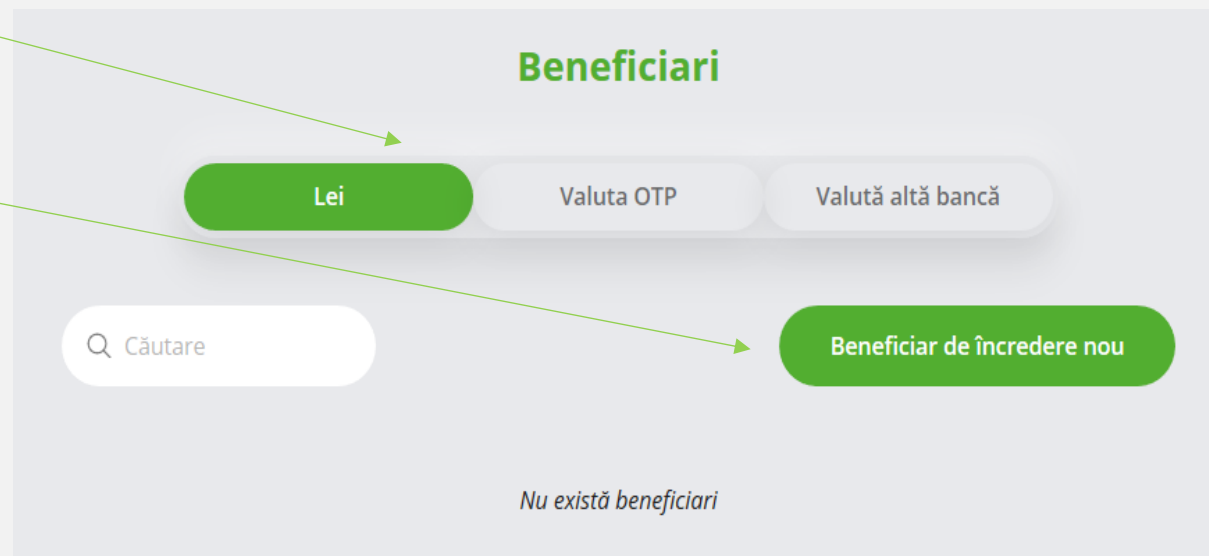 Beneficiari
Lei Valuta OTP Valută altă bancă
Căutare Beneficiar de încredere nou
Nu există beneficiari